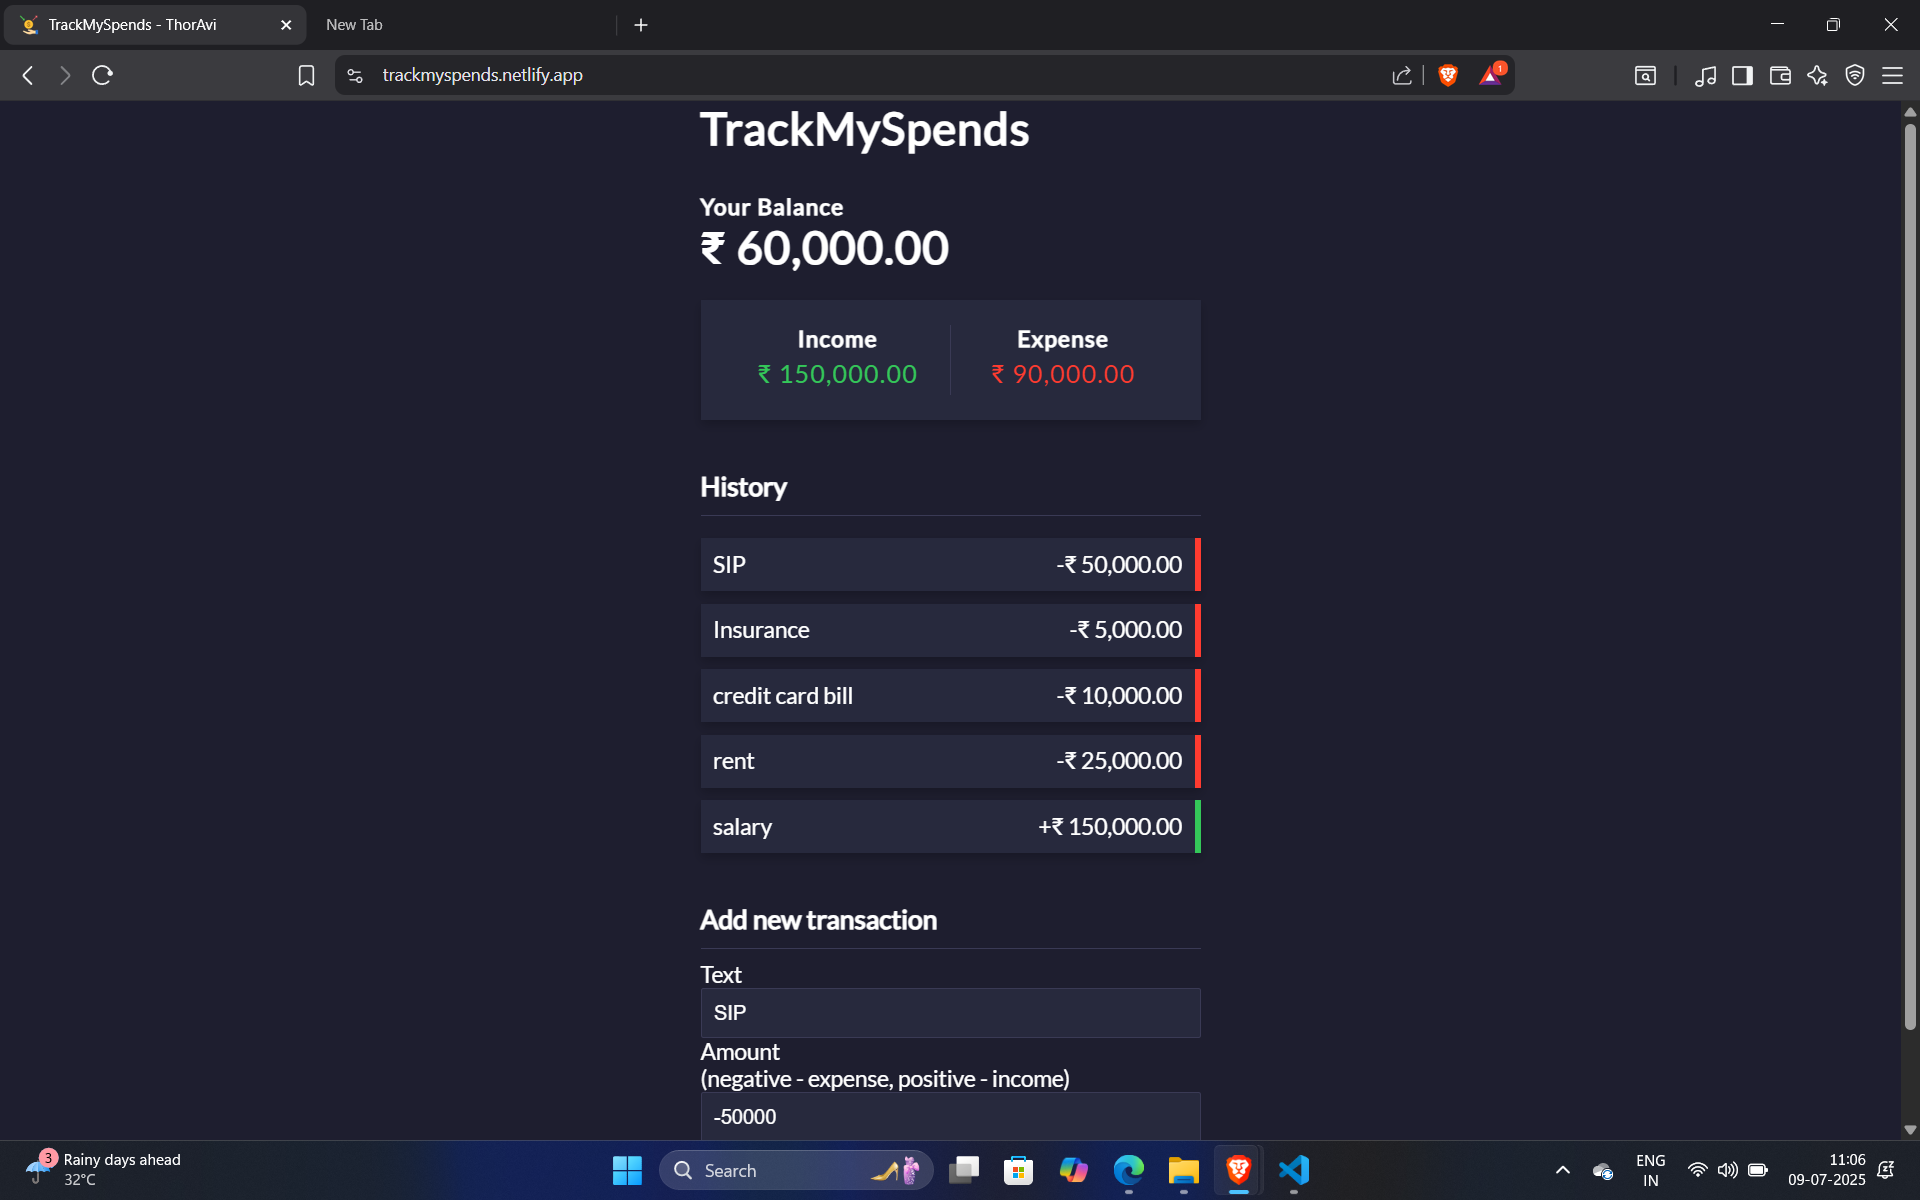 TrackMySpends - ThorAvi
New Tab
trackmyspends.netlify.app
1
TrackMySpends
Your Balance
₹ 60,000.00
Income
₹ 150,000.00
Expense
₹ 90,000.00
History
SIP -₹ 50,000.00
Insurance -₹ 5,000.00
credit card bill -₹ 10,000.00
rent -₹ 25,000.00
salary +₹ 150,000.00
Add new transaction
Text
SIP
Amount
(negative - expense, positive - income)
-50000
3
Rainy days ahead
32°C
Search
ENG
IN
11:06
09-07-2025